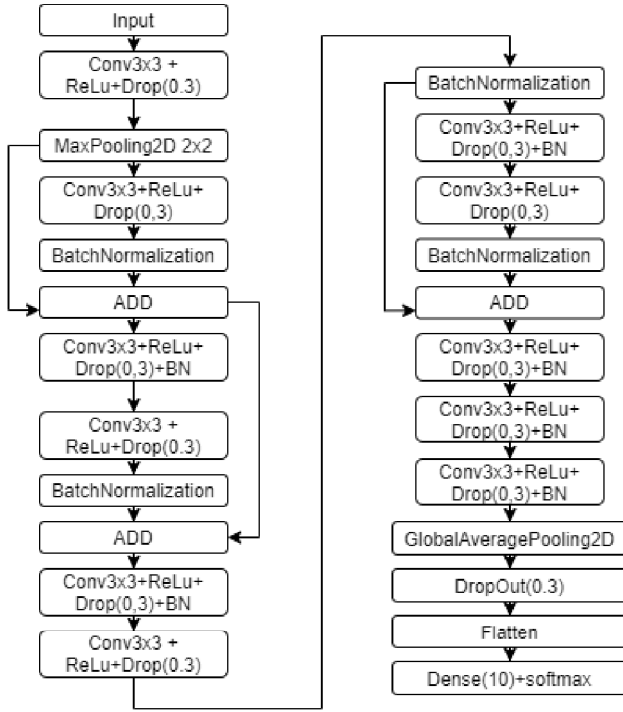 Input
Conv3x3 +
ReLu+Drop(0.3)
MaxPooling2D 2x2
Conv3x3+ReLu+
Drop(0,3)
BatchNormalization
ADD
Conv3x3+ReLu+
Drop(0,3)+BN
Conv3x3 +
ReLu+Drop(0.3)
BatchNormalization
ADD
Conv3x3+ReLu+
Drop(0,3)+BN
Conv3x3 +
ReLu+Drop(0.3)
BatchNormalization
Conv3x3+ReLu+
Drop(0,3)+BN
Conv3x3+ReLu+
Drop(0,3)
BatchNormalization
ADD
Conv3x3+ReLu+
Drop(0,3)+BN
Conv3x3+ReLu+
Drop(0,3)+BN
Conv3x3+ReLu+
Drop(0,3)+BN
GlobalAveragePooling2D
DropOut(0.3)
Flatten
Dense(10)+softmax